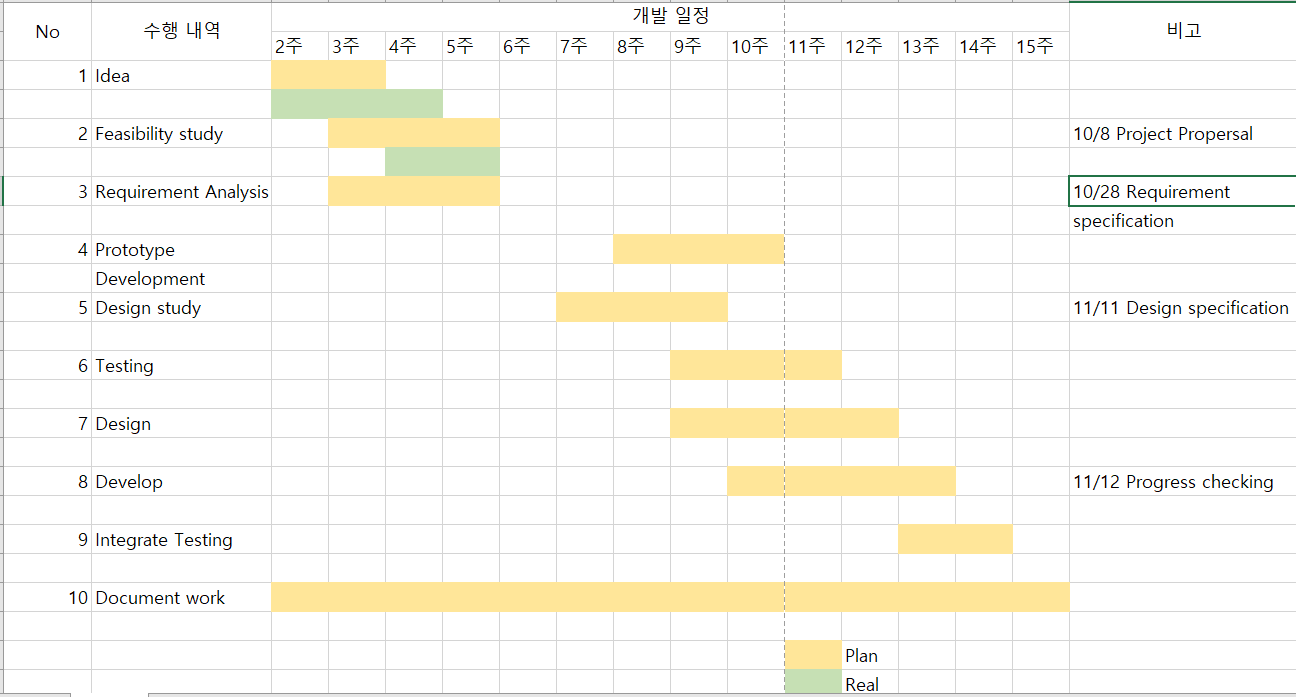 No 수행 내역 개발 일정 비고
2주 3주 4주 5주 6주 7주 8주 9주 10주 11주 12주 13주 14주 15주
1 Idea
2 Feasibility study 10/8 Project Propersal
3 Requirement Analysis 10/28 Requirement
specification
4 Prototype
Development
5 Design study 11/11 Design specification
6 Testing
7 Design
8 Develop 11/12 Progress checking
9 Integrate Testing
10 Document work
Plan
Real